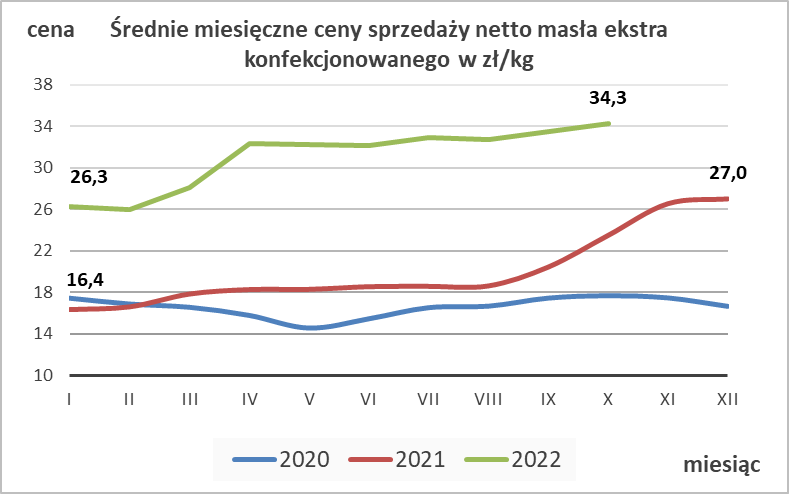 cena Średnie miesięczne ceny sprzedaży netto masła ekstra
konfekcjonowanego w zł/kg
38
34,3
34
30
26,3
27,0
26
22
16,4
18
14
10
I II III IV V VI VII VIII IX X XI XII
2020 2021 2022
miesiąc